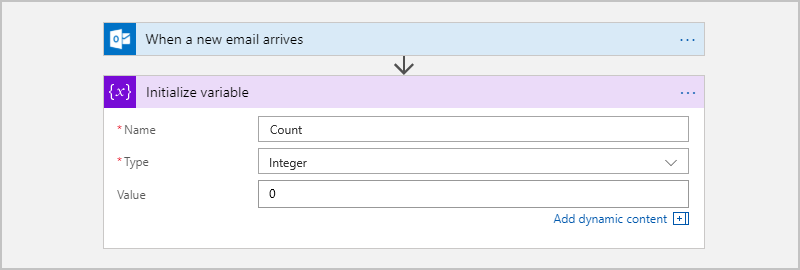 When a new email arrives
{x} Initialize variable
* Name Count
* Type Integer
Value 0
Add dynamic content